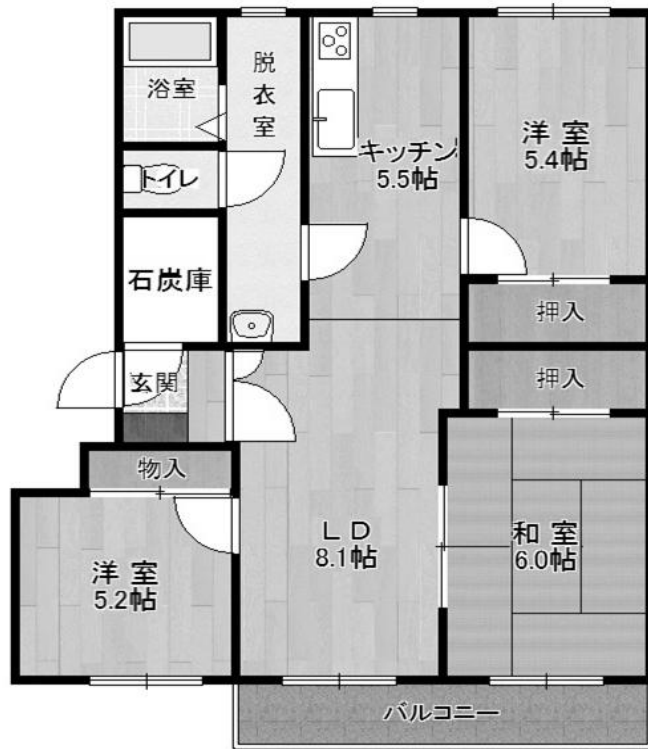 浴室
脱衣室
キッチン
5.5帖
洋室
5.4帖
トイレ
石炭庫
押入
押入
玄関
物入
LD
8.1帖
和室
6.0帖
洋室
5.2帖
バルコニー